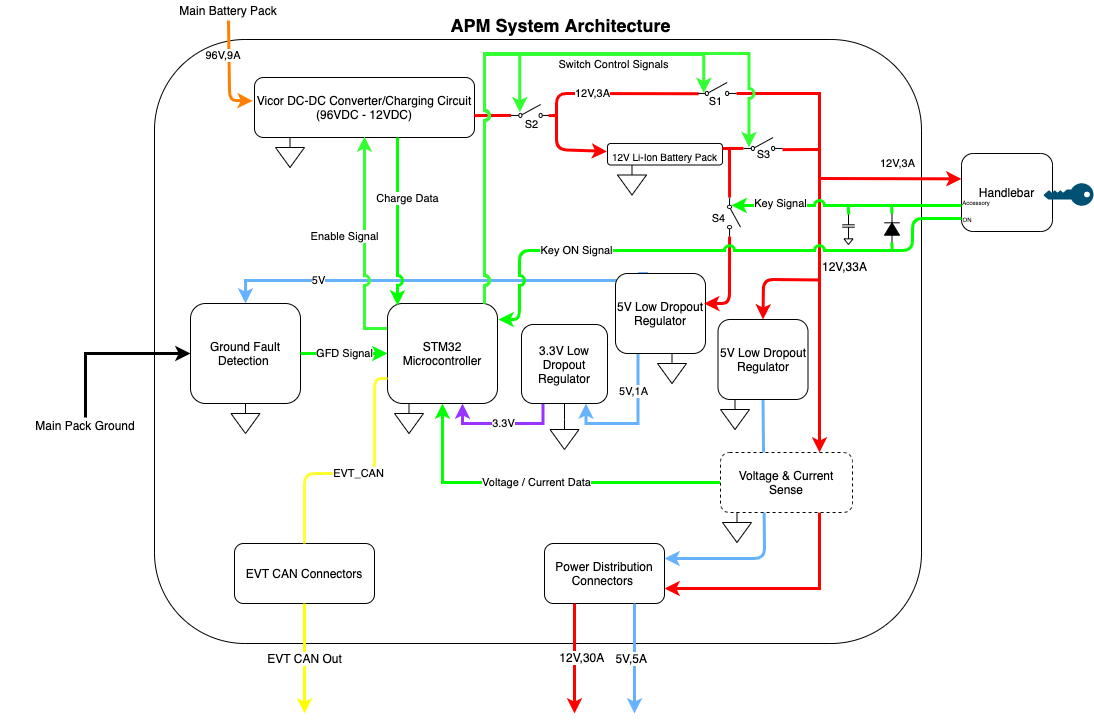 Main Battery Pack
APM System Architecture
96V,9A
Switch Control Signals
Vicor DC-DC Converter/Charging Circuit
(96VDC - 12VDC)
12V,3A
S1
S2
12V Li-Ion Battery Pack
S3
12V,3A
Handlebar
Accessory
ON
Charge Data
Key Signal
S4
Enable Signal
Key ON Signal
12V,33A
5V
5V Low Dropout
Regulator
Ground Fault
Detection
GFD Signal
STM32
Microcontroller
3.3V Low
Dropout
Regulator
5V Low Dropout
Regulator
5V,1A
Main Pack Ground
3.3V
EVT_CAN
Voltage / Current Data
Voltage & Current
Sense
EVT CAN Connectors
Power Distribution
Connectors
EVT CAN Out
12V,30A
5V,5A